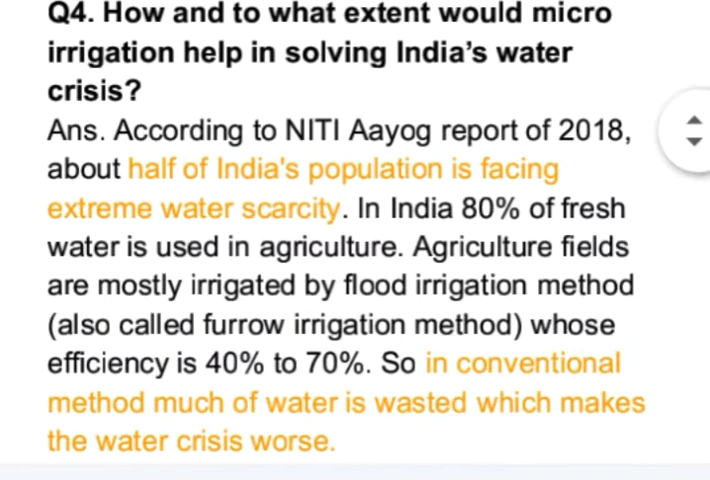 Q4. How and to what extent would micro
irrigation help in solving India's water
crisis?
Ans. According to NITI Aayog report of 2018,
about half of India's population is facing
extreme water scarcity. In India 80% of fresh
water is used in agriculture. Agriculture fields
are mostly irrigated by flood irrigation method
(also called furrow irrigation method) whose
efficiency is 40% to 70%. So in conventional
method much of water is wasted which makes
the water crisis worse.